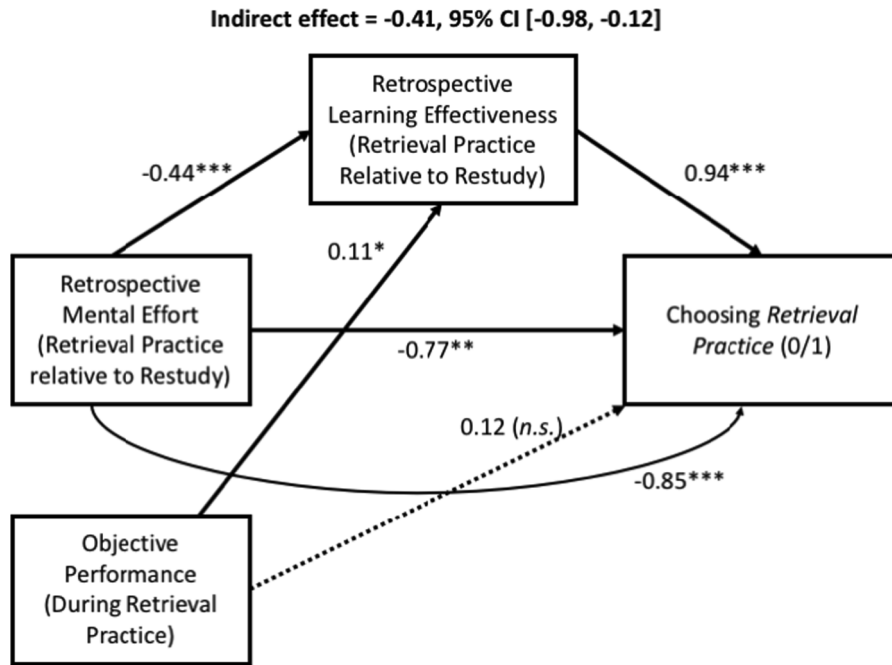 Indirect effect = -0.41, 95% CI [-0.98, -0.12]
Retrospective
Learning Effectiveness
(Retrieval Practice
Relative to Restudy)
-0.44***
0.94***
0.11*
Retrospective
Mental Effort
(Retrieval Practice
relative to Restudy)
Choosing Retrieval
Practice (0/1)
-0.77**
0.12 (n.s.)
-0.85***
Objective
Performance
(During Retrieval
Practice)